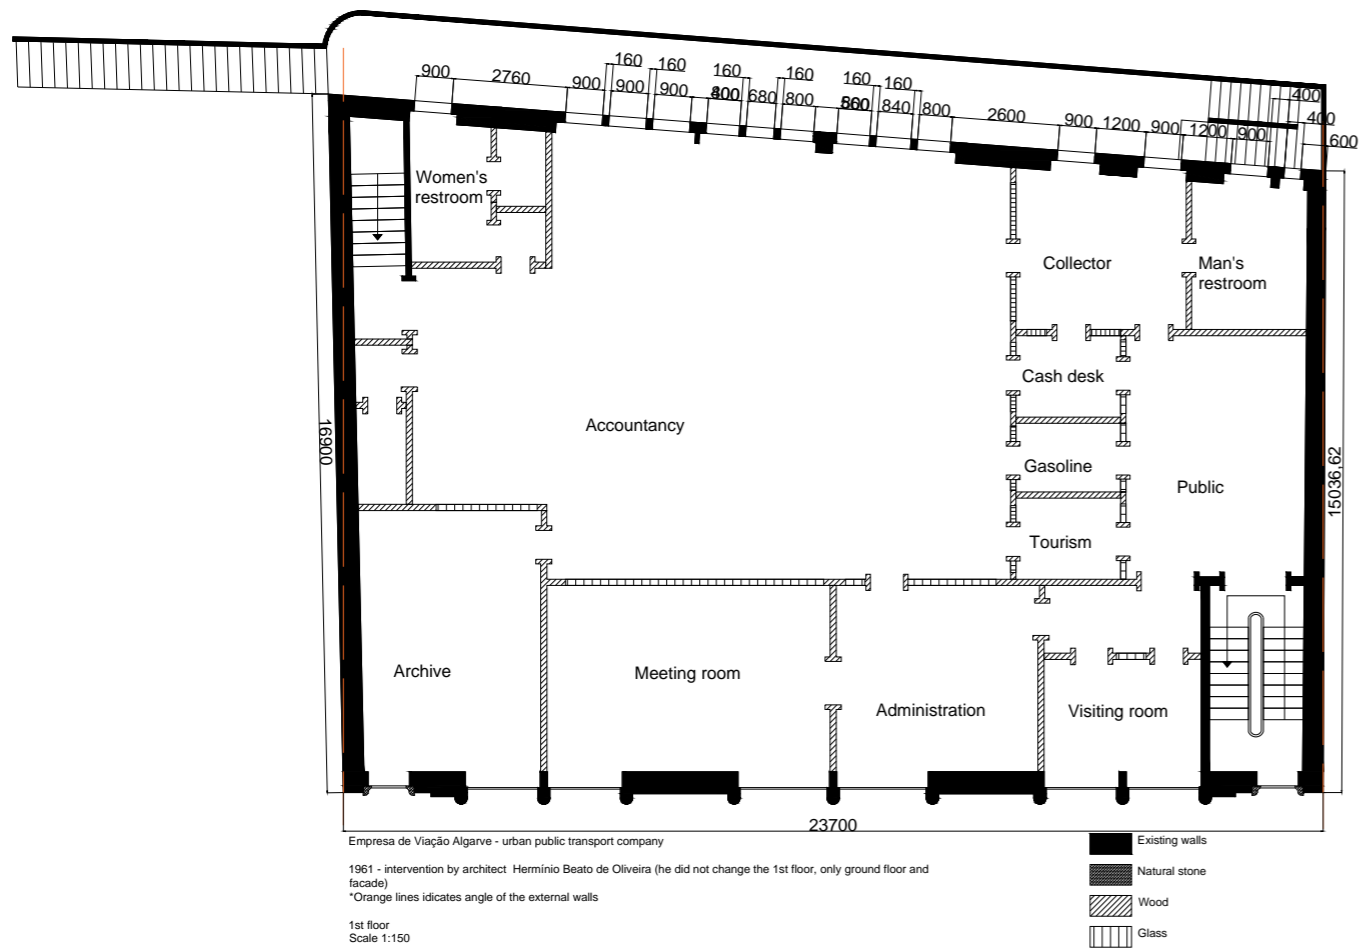 900
2760
900
160
900
160
900
160
400
680
160
800
160
560
840
160
800
2600
900
1200
900
1200
900
400
400
600
Women's
restroom
Collector
Man's
restroom
Cash desk
Accountancy
Gasoline
Public
Tourism
16900
15036,62
Archive
Meeting room
Administration
Visiting room
23700
Empresa de Viação Algarve - urban public transport company
1961 - intervention by architect Hermínio Beato de Oliveira (he did not change the 1st floor, only ground floor and
facade)
*Orange lines idicates angle of the external walls
1st floor
Scale 1:150
Existing walls
Natural stone
Wood
Glass